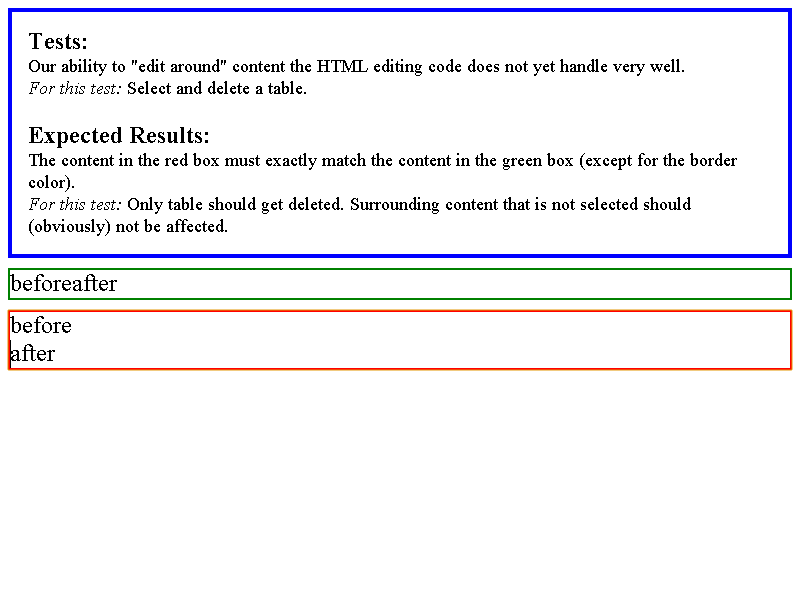 Tests:
Our ability to "edit around" content the HTML editing code does not yet handle very well.
For this test: Select and delete a table.
Expected Results:
The content in the red box must exactly match the content in the green box (except for the border
color).
For this test: Only table should get deleted. Surrounding content that is not selected should
(obviously) not be affected.
beforeafter
before
after